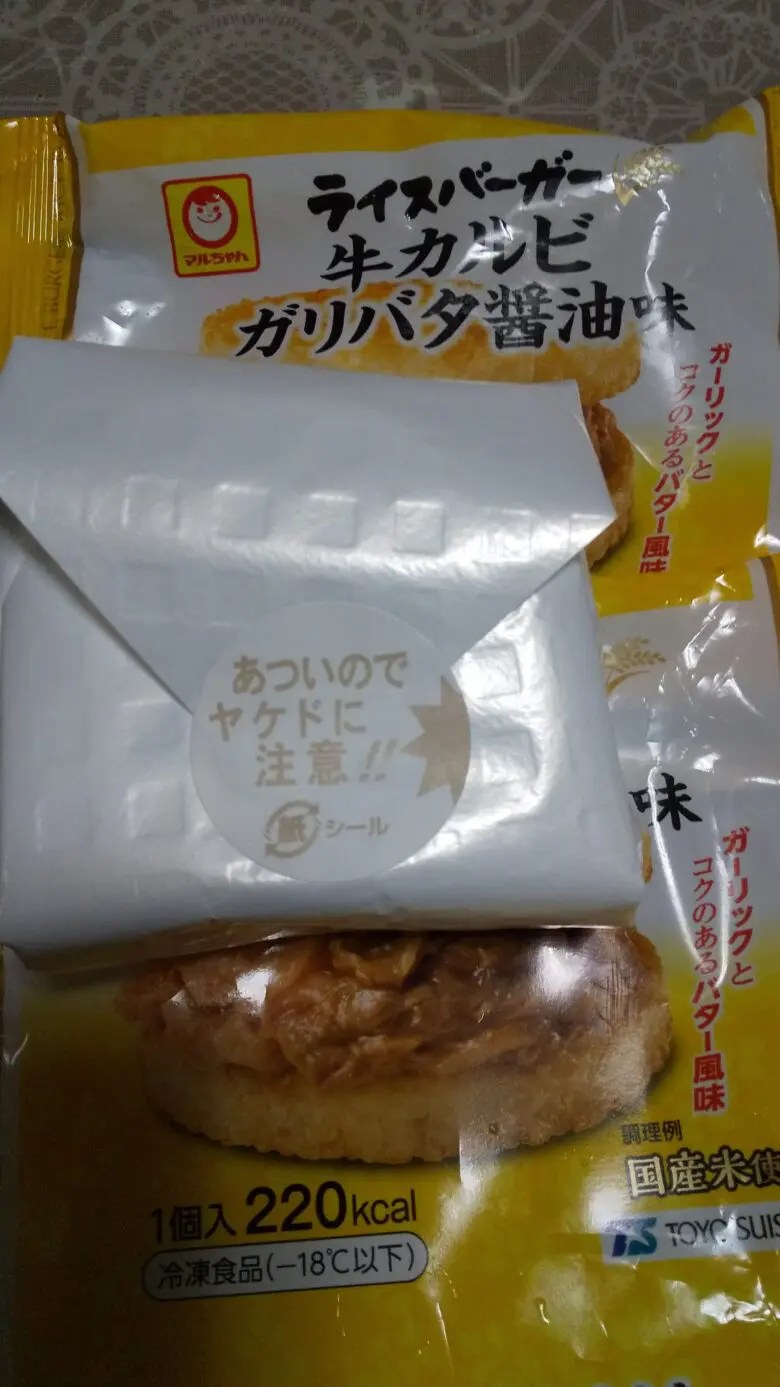 マルちゃん
ライスバーガー
牛カルビ
ガリバタ醤油味
ガーリックと
コクのあるバター風味
あついので
ヤケドに
注意!!
紙シール
味
ガーリックと
コクのあるバター風味
調理例
国産米使
1個入 220kcal
冷凍食品(-18℃以下)
TS TOYO SUIS